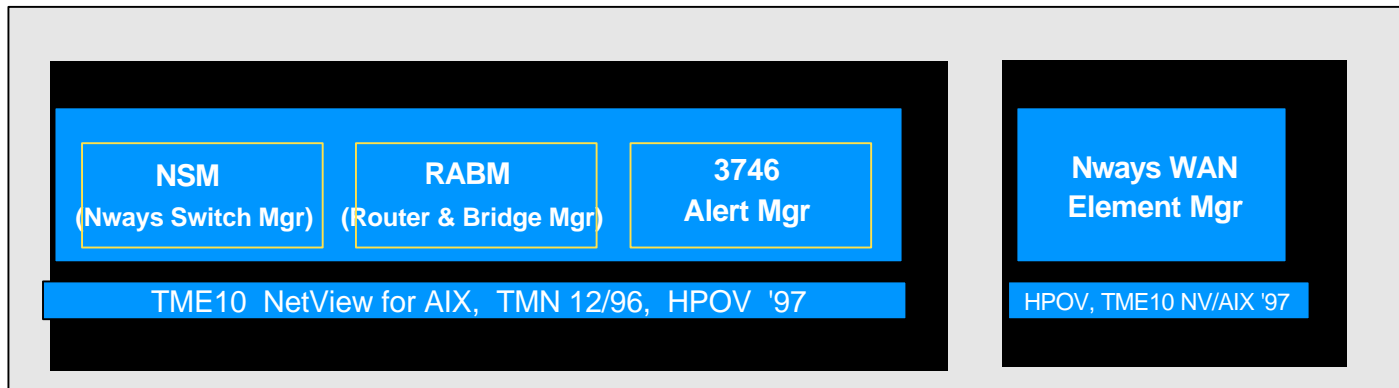 NSM
(Nways Switch Mgr)
RABM
(Router & Bridge Mgr)
3746
Alert Mgr
TME10 NetView for AIX, TMN 12/96, HPOV '97
Nways WAN
Element Mgr
HPOV, TME10 NV/AIX '97